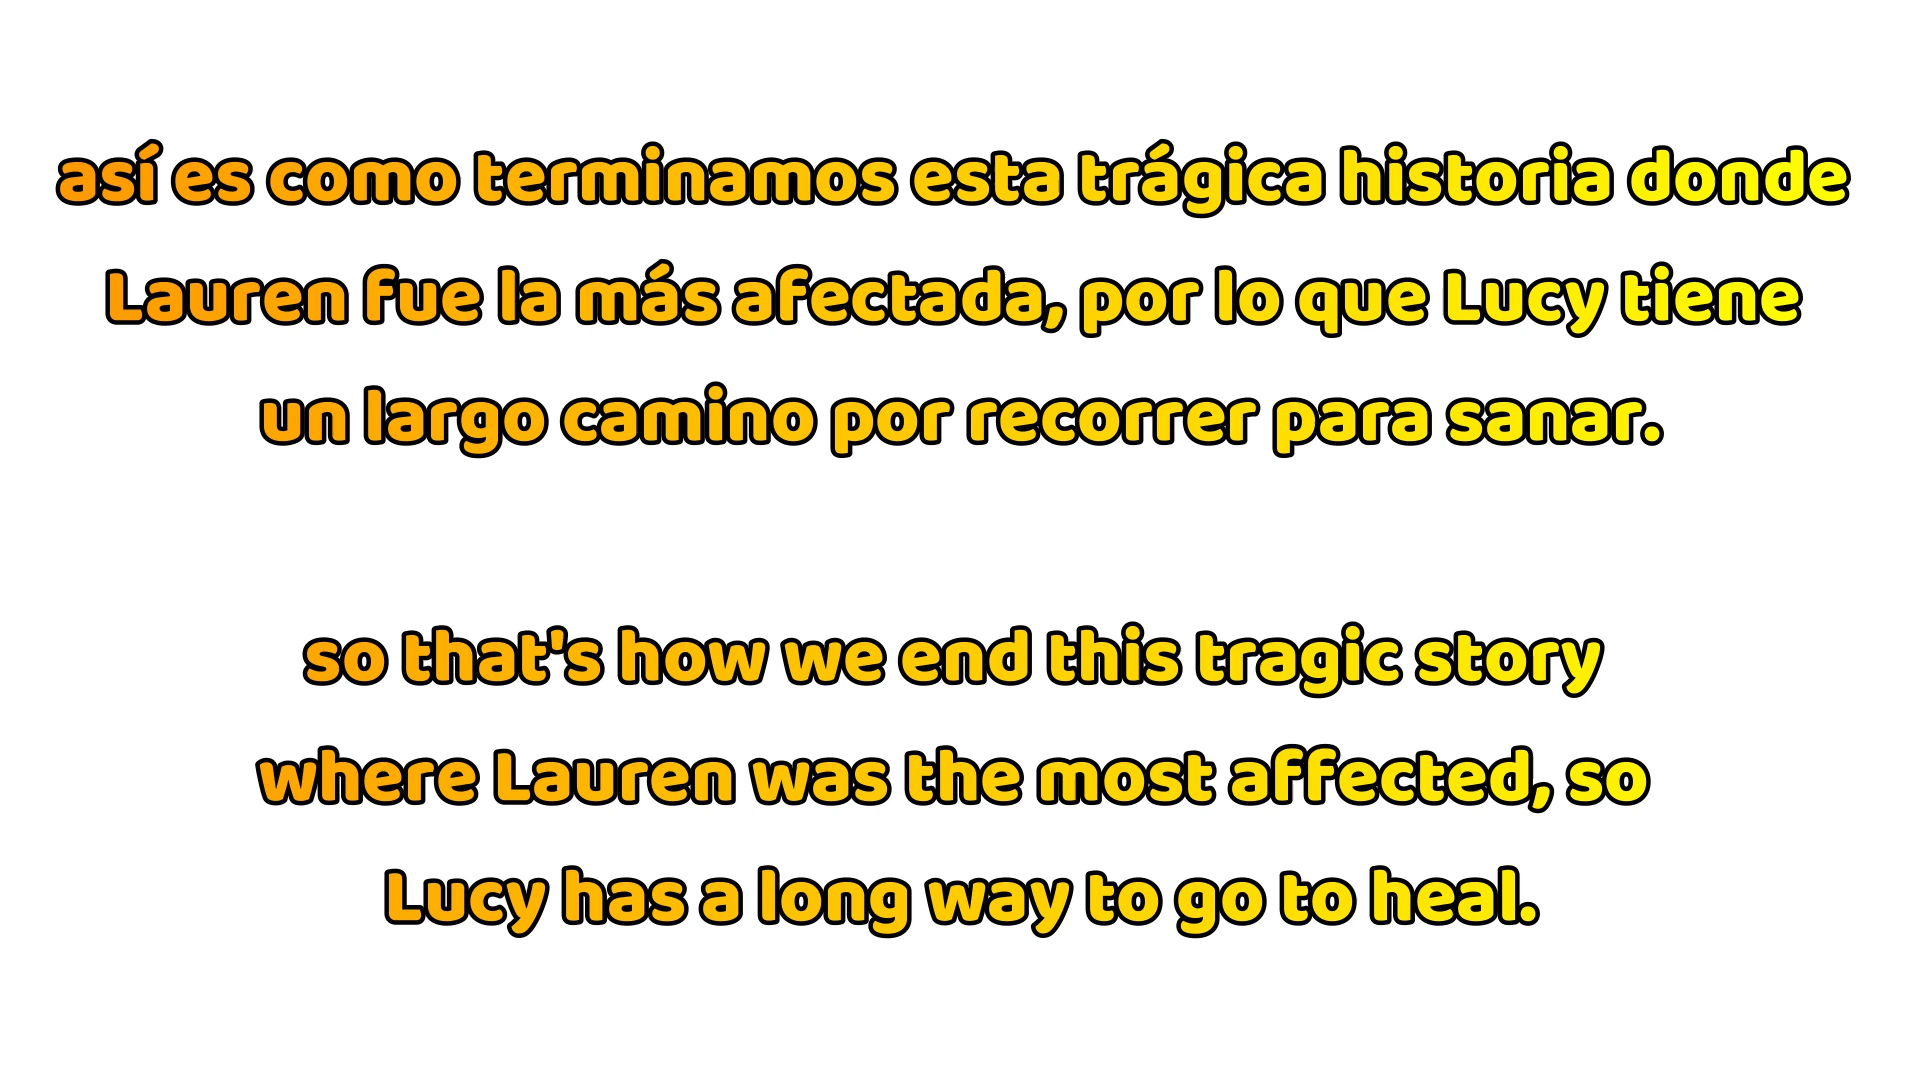 así es como terminamos esta trágica historia donde
Lauren fue la más afectada, por lo que Lucy tiene
un largo camino por recorrer para sanar.
so that's how we end this tragic story
where Lauren was the most affected, so
Lucy has a long way to go to heal.